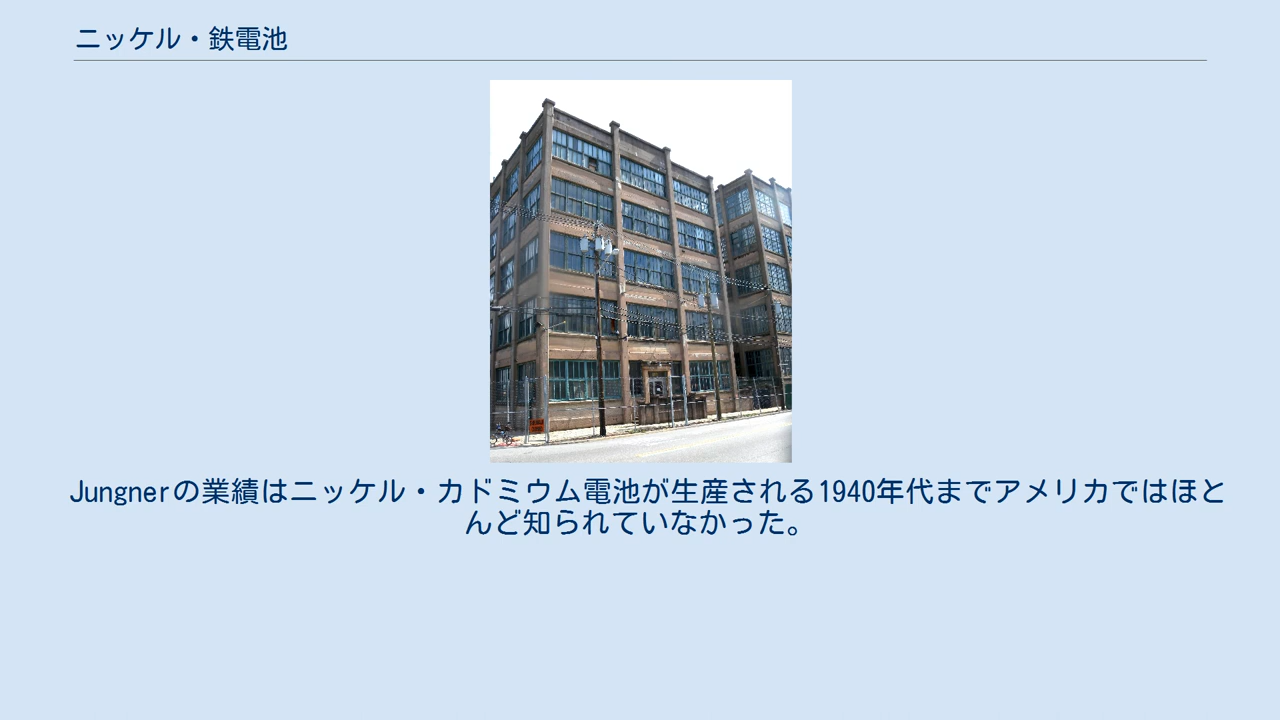 ニッケル・鉄電池
Jungnerの業績はニッケル・カドミウム電池が生産される1940年代までアメリカではほと
んど知られていなかった。